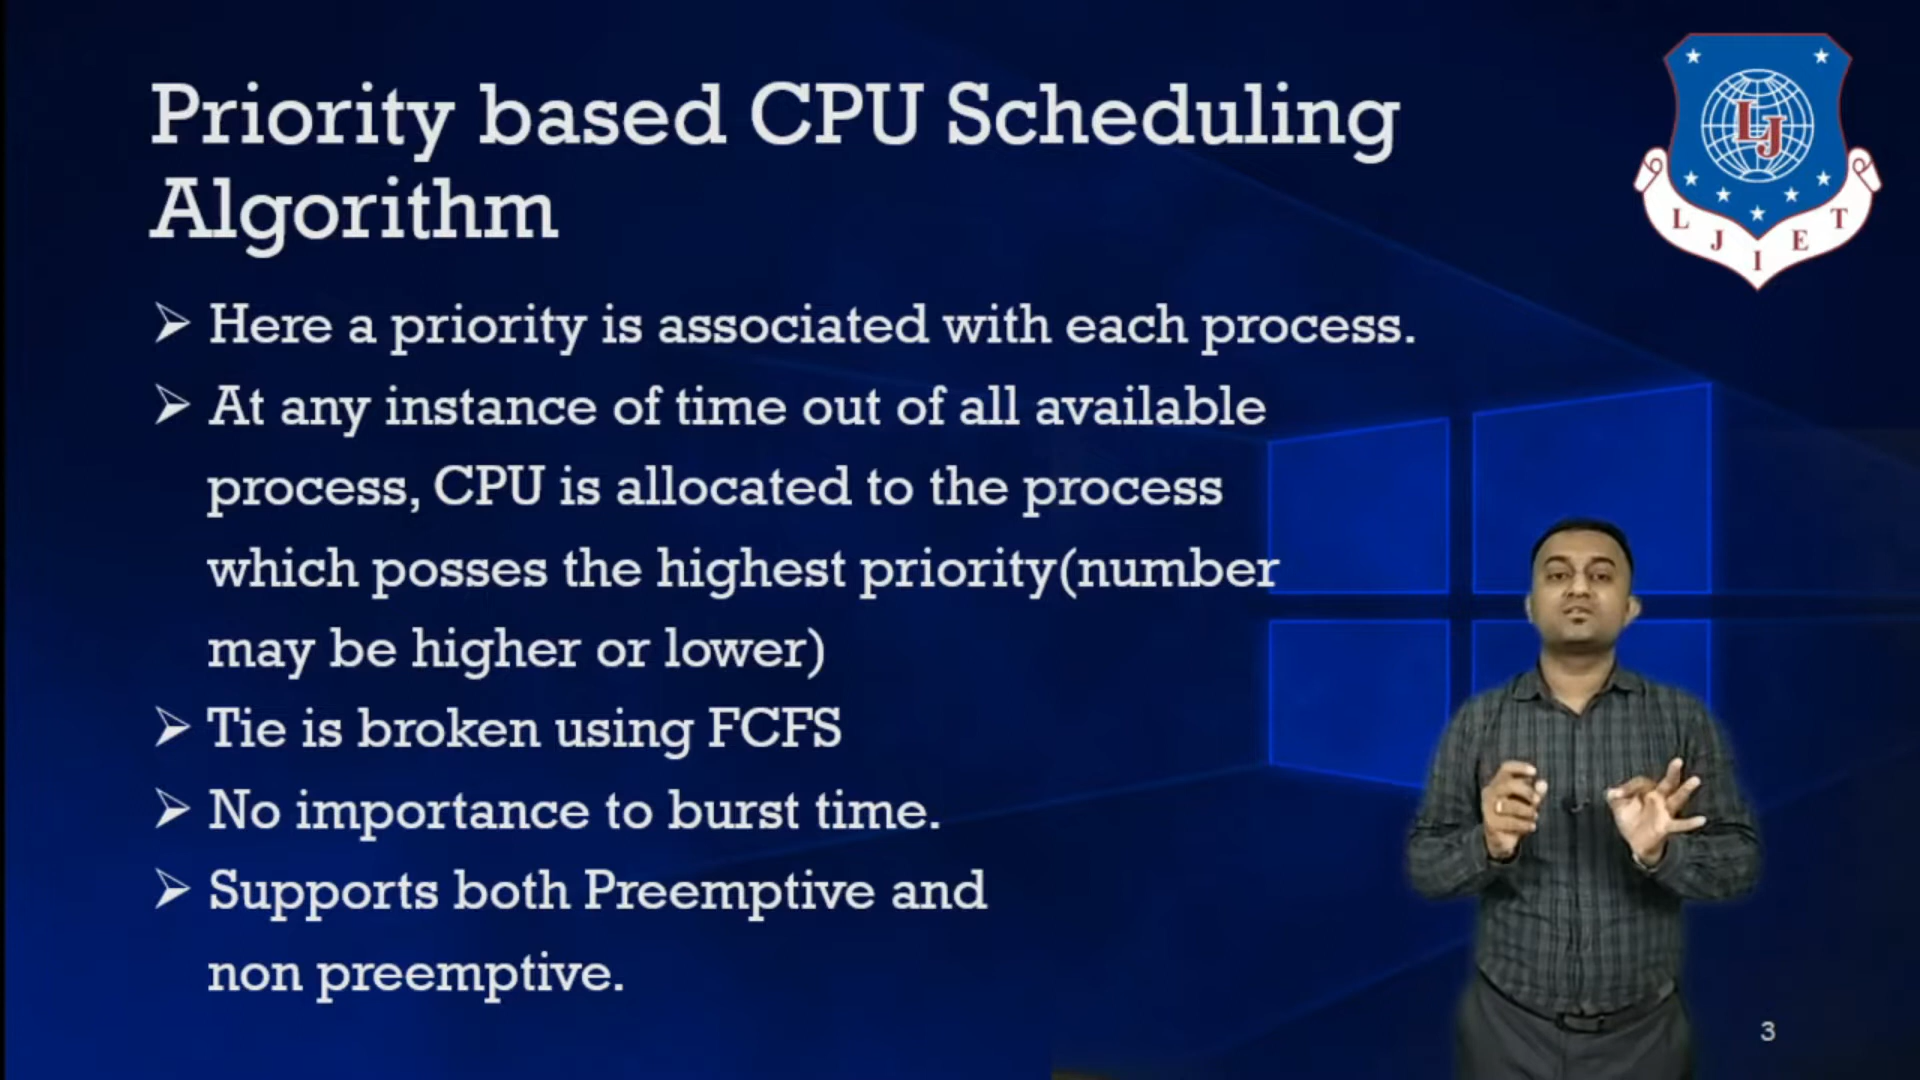 Priority based CPU Scheduling
Algorithm
➢ Here a priority is associated with each process.
➢ At any instance of time out of all available
process, CPU is allocated to the process
which posses the highest priority(number
may be higher or lower)
➢ Tie is broken using FCFS
➢ No importance to burst time.
➢ Supports both Preemptive and
non preemptive.
LJ
L J I E T
3